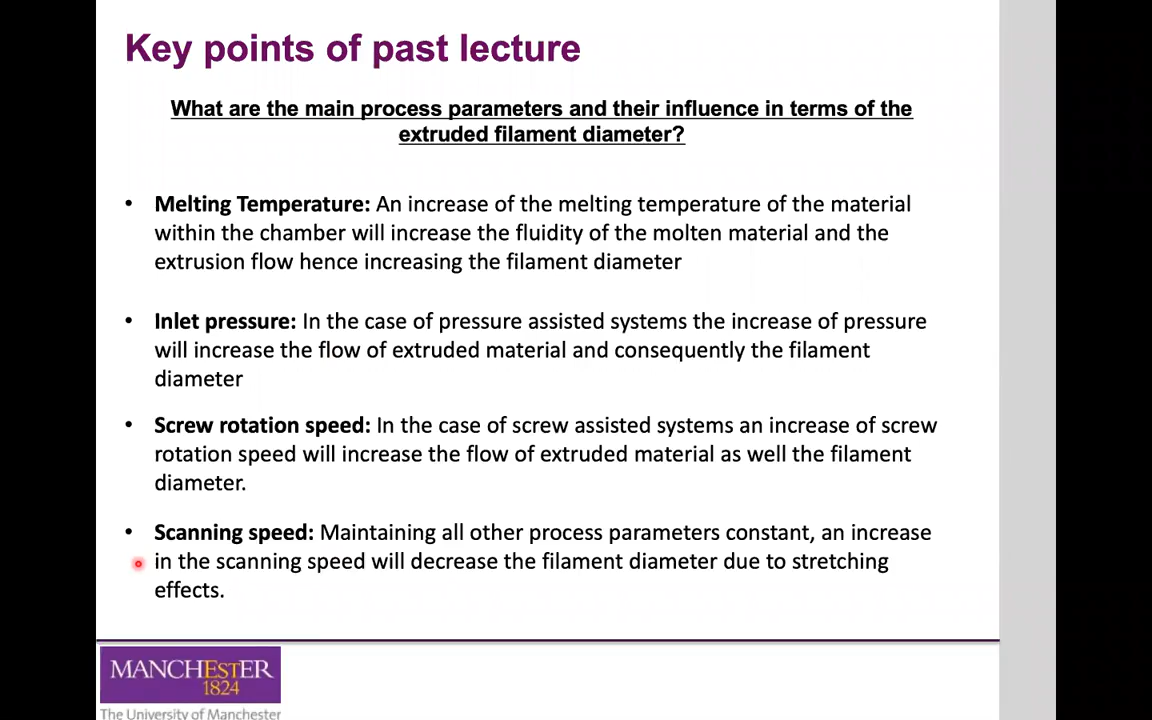 Key points of past lecture
What are the main process parameters and their influence in terms of the
extruded filament diameter?
• Melting Temperature: An increase of the melting temperature of the material
within the chamber will increase the fluidity of the molten material and the
extrusion flow hence increasing the filament diameter
• Inlet pressure: In the case of pressure assisted systems the increase of pressure
will increase the flow of extruded material and consequently the filament
diameter
• Screw rotation speed: In the case of screw assisted systems an increase of screw
rotation speed will increase the flow of extruded material as well the filament
diameter.
• Scanning speed: Maintaining all other process parameters constant, an increase
in the scanning speed will decrease the filament diameter due to stretching
effects.
MANCHESTER
1824
The University of Manchester